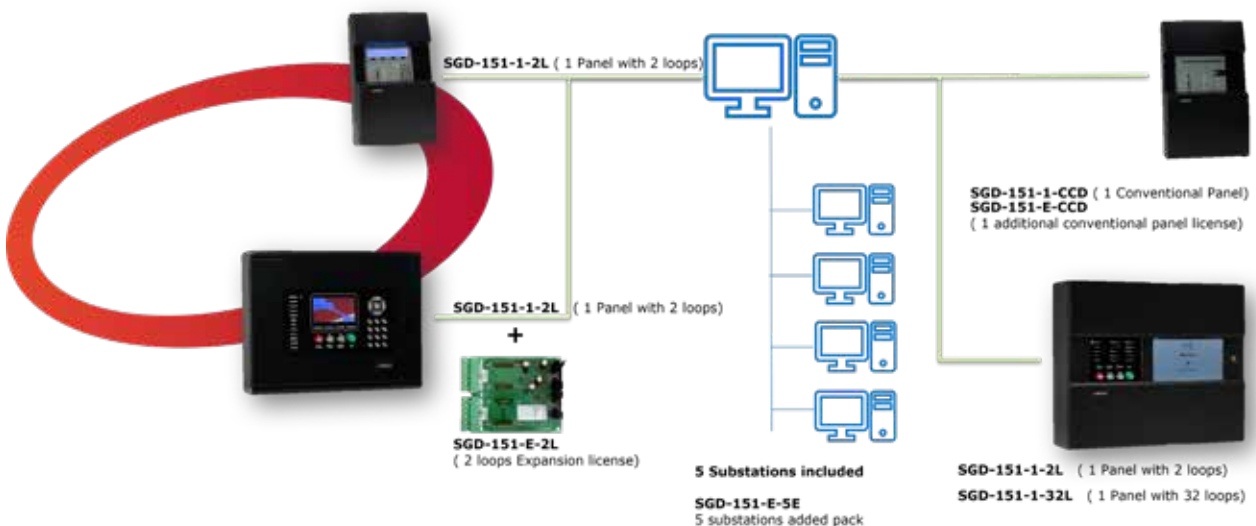 SGD-151-1-2L ( 1 Panel with 2 loops)
SGD-151-1-2L ( 1 Panel with 2 loops)
+
SGD-151-E-2L
( 2 loops Expansion license)
5 Substations included
SGD-151-E-5E
5 substations added pack
SGD-151-1-CCD ( 1 Conventional Panel)
SGD-151-E-CCD
( 1 additional conventional panel license)
SGD-151-1-2L ( 1 Panel with 2 loops)
SGD-151-1-32L ( 1 Panel with 32 loops)